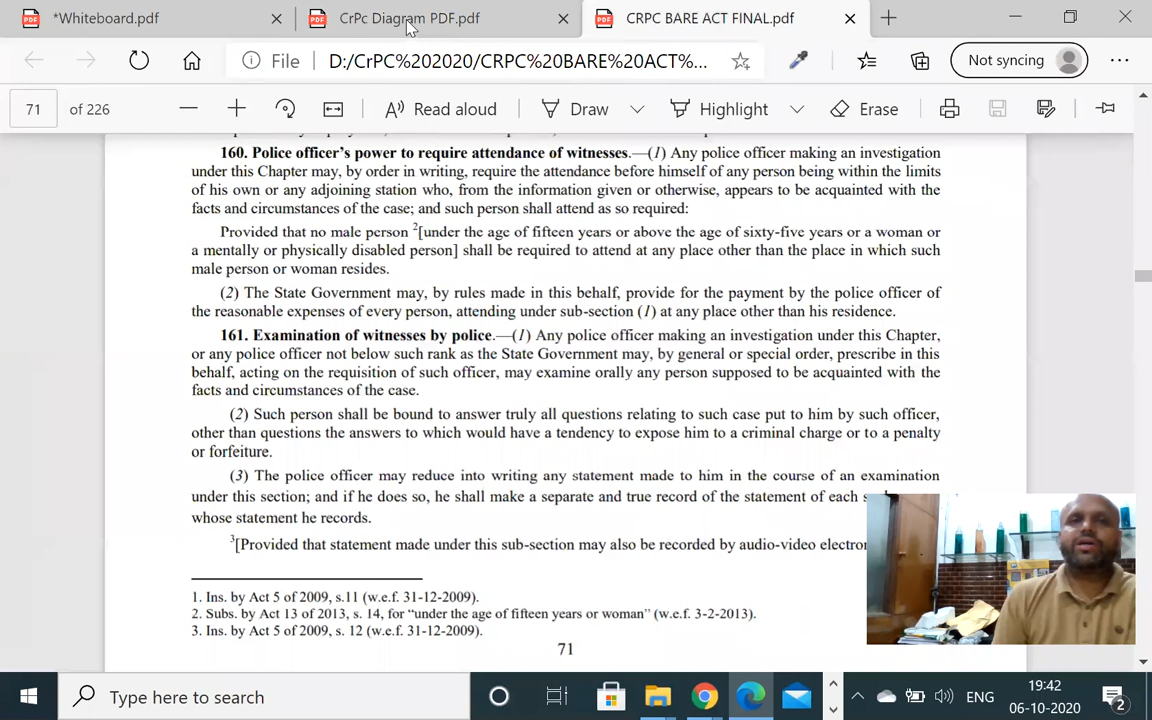 *Whiteboard.pdf
CrPc Diagram PDF.pdf
CRPC BARE ACT FINAL.pdf
File
D:/CrPC%202020/CRPC%20BARE%20ACT%...
Not syncing
71 of 226
Read aloud
Draw
Highlight
Erase
160. Police officer's power to require attendance of witnesses.—(1) Any police officer making an investigation
under this Chapter may, by order in writing, require the attendance before himself of any person being within the limits
of his own or any adjoining station who, from the information given or otherwise, appears to be acquainted with the
facts and circumstances of the case; and such person shall attend as so required:
Provided that no male person 2[under the age of fifteen years or above the age of sixty-five years or a woman or
a mentally or physically disabled person] shall be required to attend at any place other than the place in which such
male person or woman resides.
(2) The State Government may, by rules made in this behalf, provide for the payment by the police officer of
the reasonable expenses of every person, attending under sub-section (1) at any place other than his residence.
161. Examination of witnesses by police.—(1) Any police officer making an investigation under this Chapter,
or any police officer not below such rank as the State Government may, by general or special order, prescribe in this
behalf, acting on the requisition of such officer, may examine orally any person supposed to be acquainted with the
facts and circumstances of the case.
(2) Such person shall be bound to answer truly all questions relating to such case put to him by such officer,
other than questions the answers to which would have a tendency to expose him to a criminal charge or to a penalty
or forfeiture.
(3) The police officer may reduce into writing any statement made to him in the course of an examination
under this section; and if he does so, he shall make a separate and true record of the statement of each
whose statement he records.
3[Provided that statement made under this sub-section may also be recorded by audio-video
1. Ins. by Act 5 of 2009, s.11 (w.e.f. 31-12-2009).
2. Subs. by Act 13 of 2013, s. 14, for “under the age of fifteen years or woman” (w.e.f. 3-2-2013).
3. Ins. by Act 5 of 2009, s. 12 (w.e.f. 31-12-2009).
71
Type here to search
ENG
19:42
06-10-2020
2